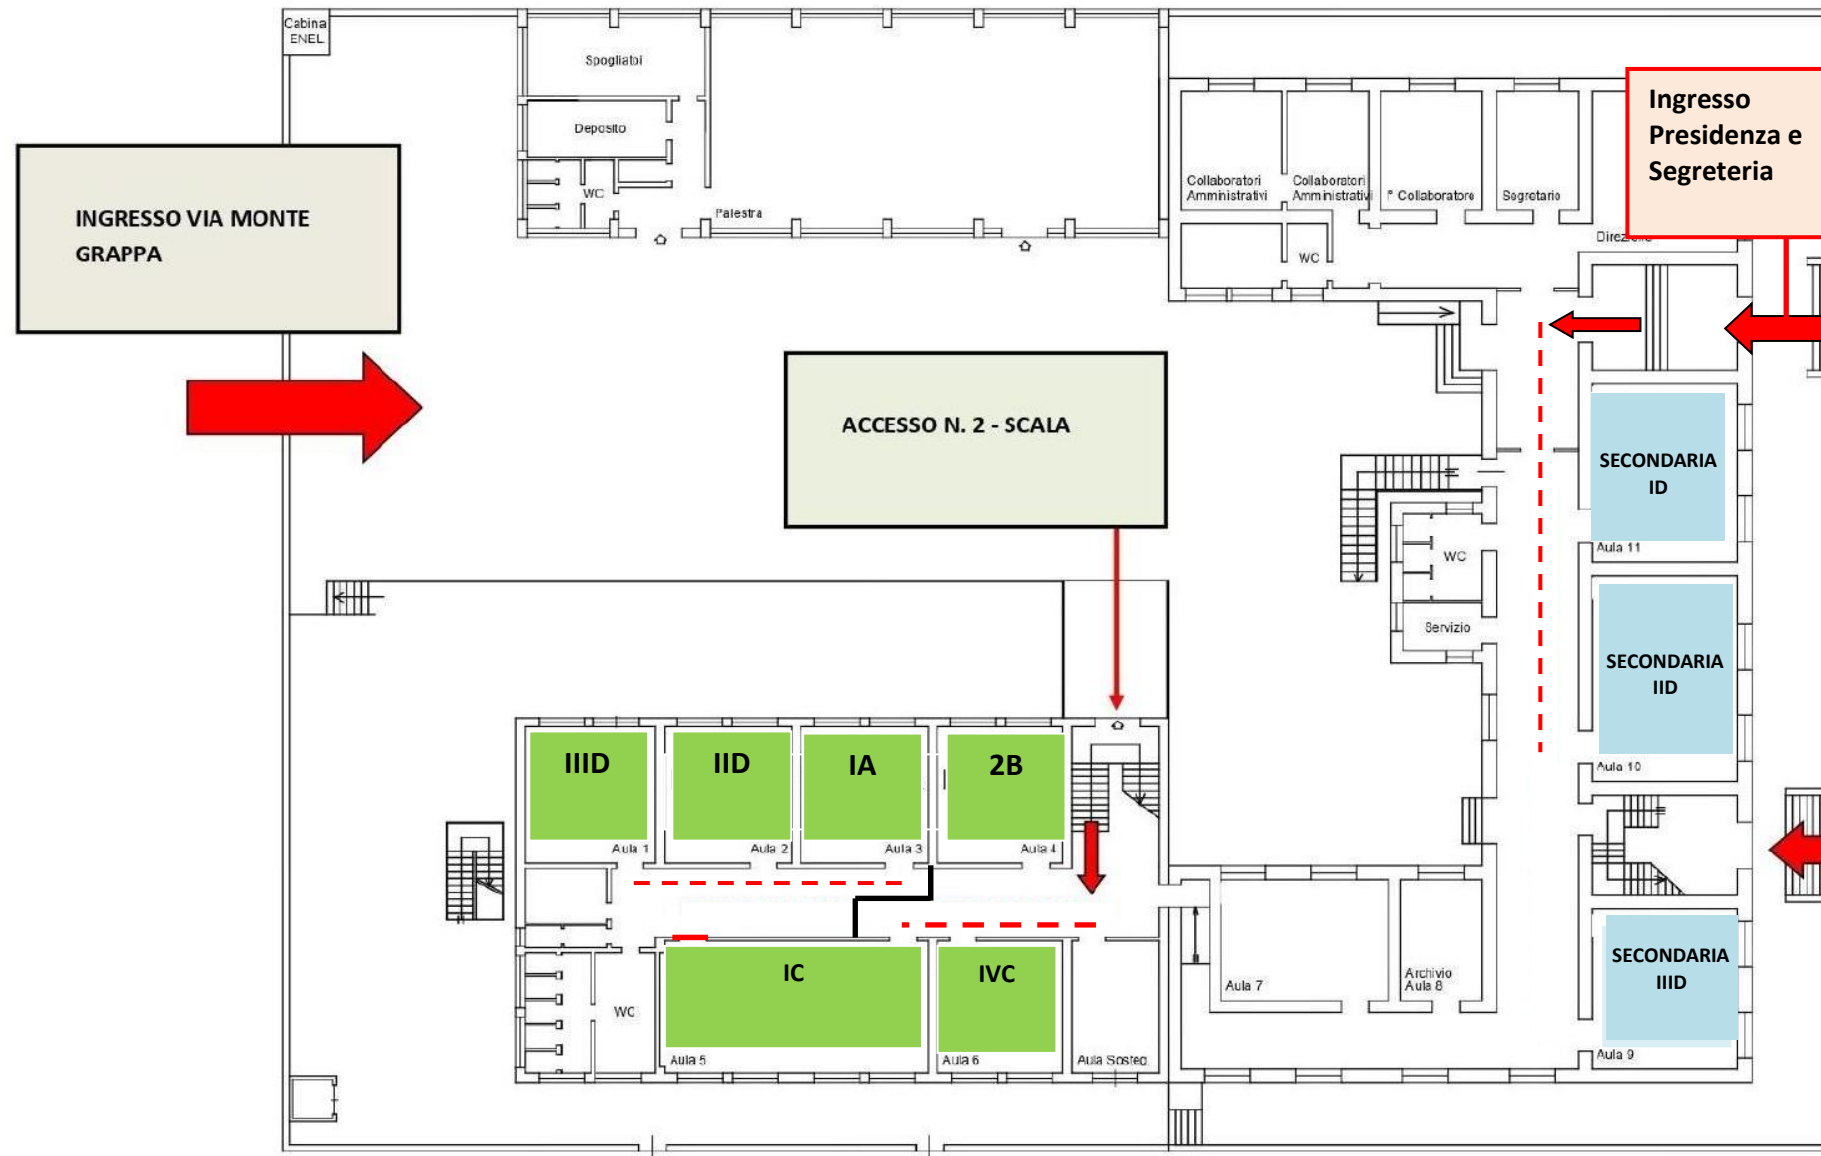 Cabina
ENEL
Spogliatoi
Deposito
WC
Palestra
Ingresso
Presidenza e
Segreteria
Collaboratori
Amministrativi
Collaboratori
Amministrativi
Collaboratore
Segretario
WC
INGRESSO VIA MONTE
GRAPPA
ACCESSO N. 2 - SCALA
SECONDARIA
ID
Aula 11
WC
Servizio
SECONDARIA
IID
Aula 10
IIID
IID
IA
2B
Aula 1
Aula 2
Aula 3
Aula 4
IC
IVC
WC
Aula 5
Aula 6
Aula Sosteg.
Aula 7
Archivio
Aula 8
SECONDARIA
IIID
Aula 9